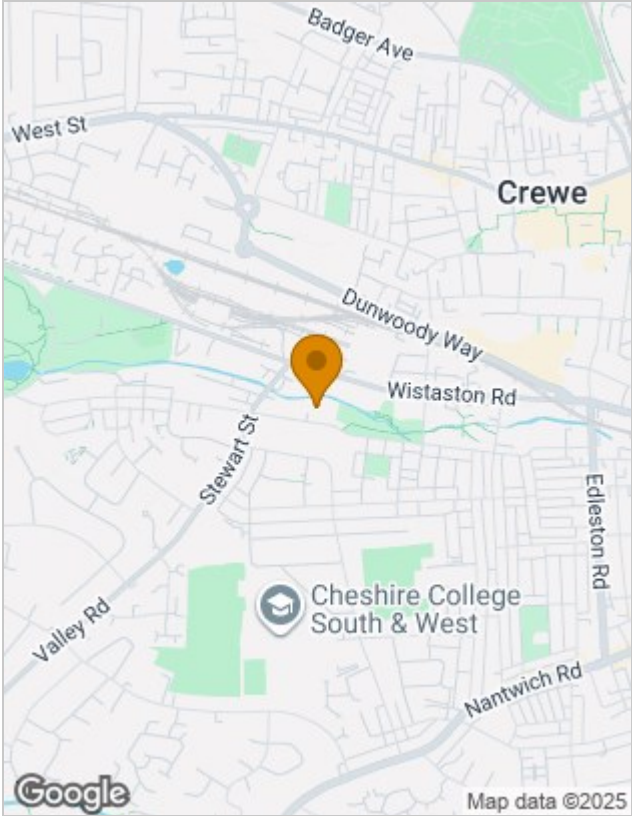 Badger Ave
West St
Crewe
Dunwoody Way
Wistaston Rd
Stewart St
Edleston Rd
Cheshire College
South & West
Valley Rd
Nantwich Rd
Google
Map data ©2025